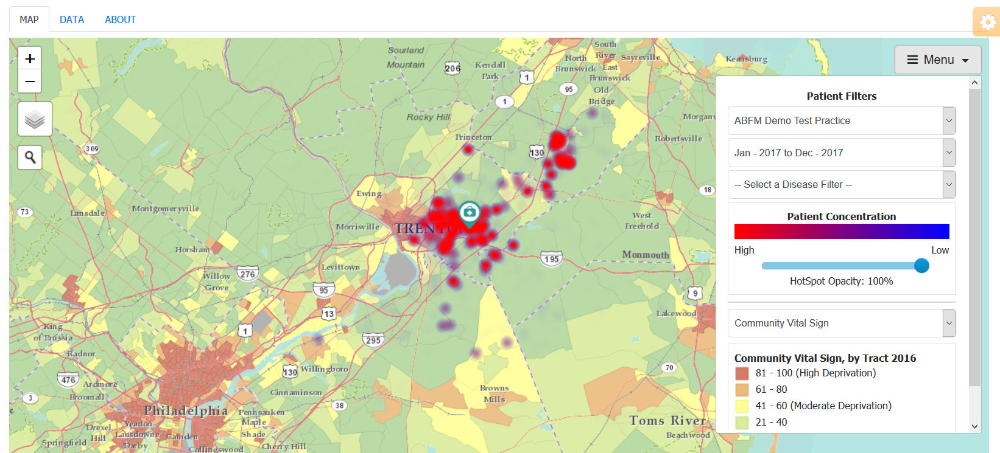 MAP
DATA
ABOUT
+
−
Menu
Patient Filters
ABFM Demo Test Practice
Jan - 2017 to Dec - 2017
-- Select a Disease Filter --
Patient Concentration
High
Low
HotSpot Opacity: 100%
Community Vital Sign
Community Vital Sign, by Tract 2016
81 - 100 (High Deprivation)
61 - 80
41 - 60 (Moderate Deprivation)
21 - 40
Sourland
Mountain
206
Kendall
Park
1
North
Brunswick
South
River
Sayreville
East
Brunswick
Old
Bridge
95
1
Keansburg
Rocky Hill
Princeton
130
Robertsville
309
Ewing
18
73
Lansdale
Montgomeryville
Morrisville
West
Freehold
Horsham
Monmouth
195
Levittown
276
Willow
Grove
95
9
13
Lakewood
King
of Prussia
1
295
Radnor
130
Willingboro
70
476
Ardmore
Broomall
3
Cinnaminson
38
Browns
Mills
Philadelphia
Pennsauken
Maple
Shade
Toms River
Beachwood
Drexel
Hill
Yeadon
Lansdowne
Darby
Camden
Springfield
Collingswood
Cherry Hill